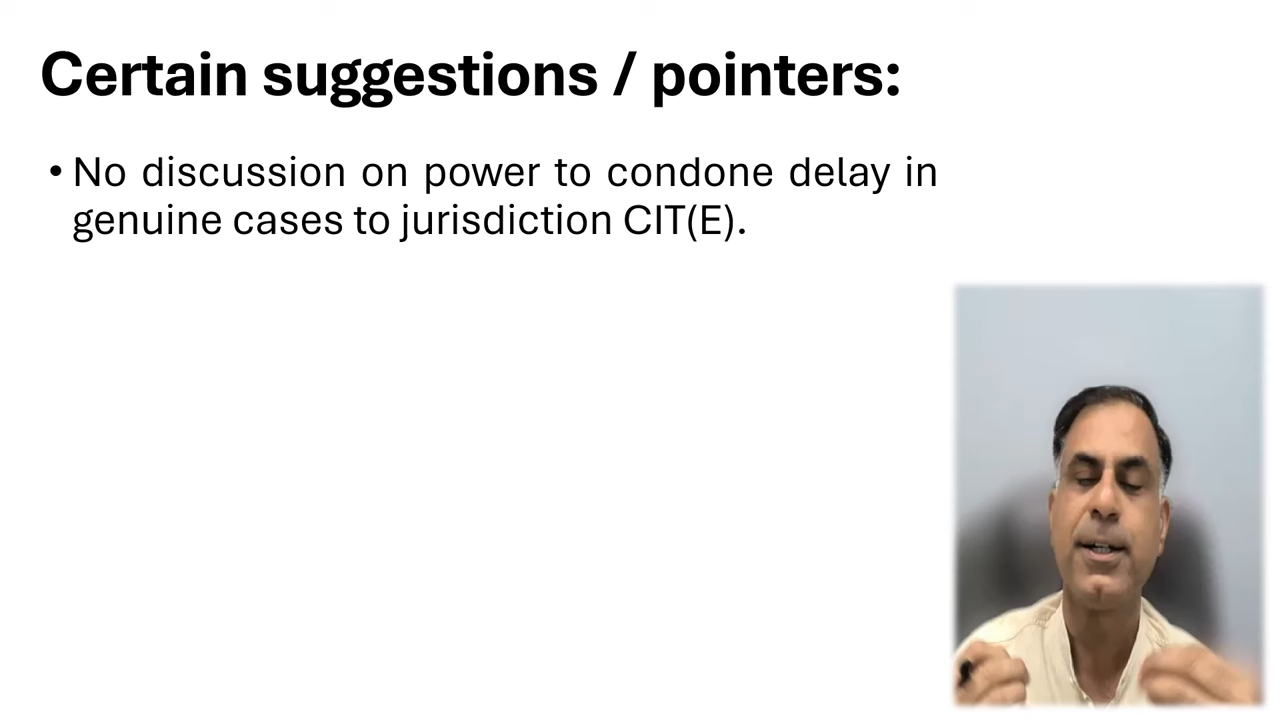 Certain suggestions / pointers:
• No discussion on power to condone delay in
genuine cases to jurisdiction CIT(E).